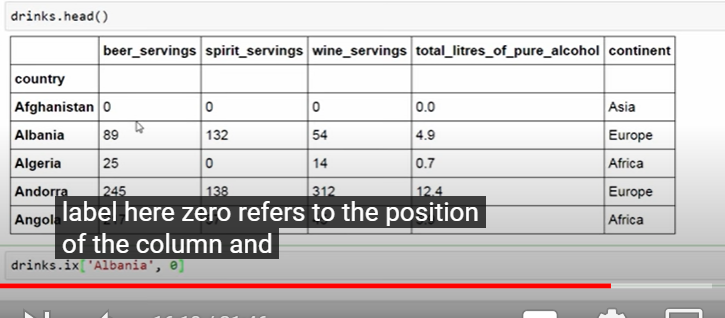 drinks.head()
beer_servings spirit_servings wine_servings total_litres_of_pure_alcohol continent
country
Afghanistan 0 0 0 0.0 Asia
Albania 89 132 54 4.9 Europe
Algeria 25 0 14 0.7 Africa
Andorra 245 138 312 12.4 Europe
Angola Africa
label here zero refers to the position
of the column and
drinks.ix['Albania', 0]